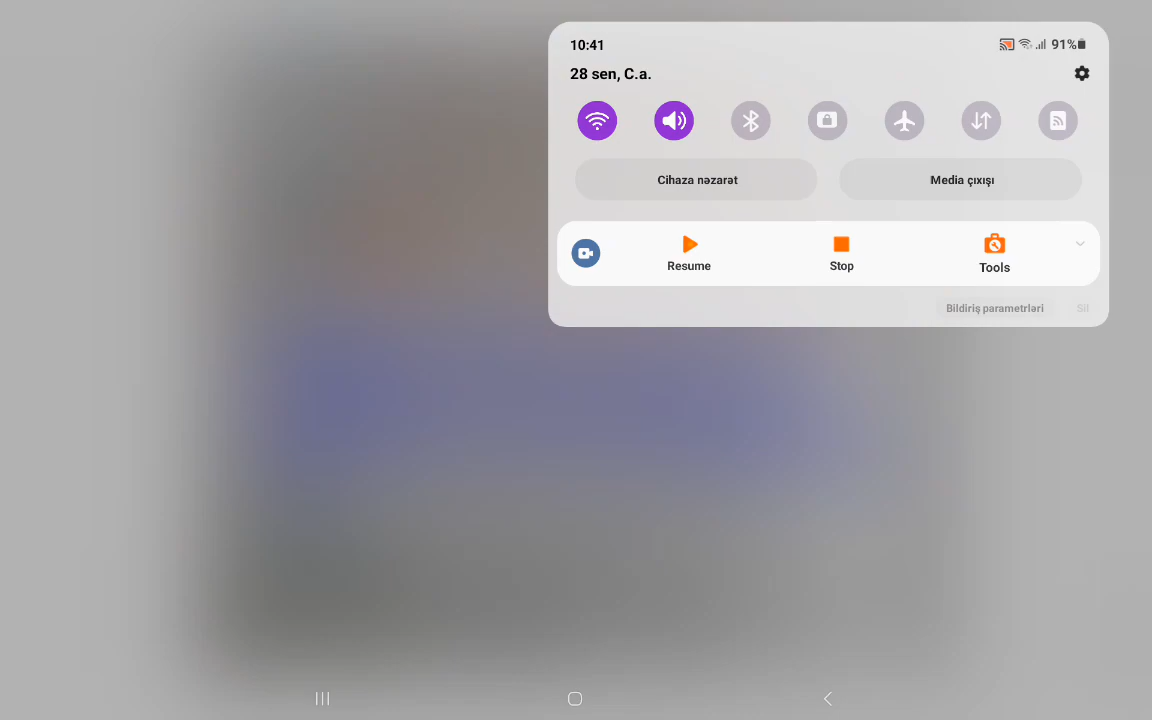 10:41
91%
28 sen, C.a.
Cihaza nəzarət
Media çıxışı
Resume
Stop
Tools
Bildiriş parametrləri
Sil